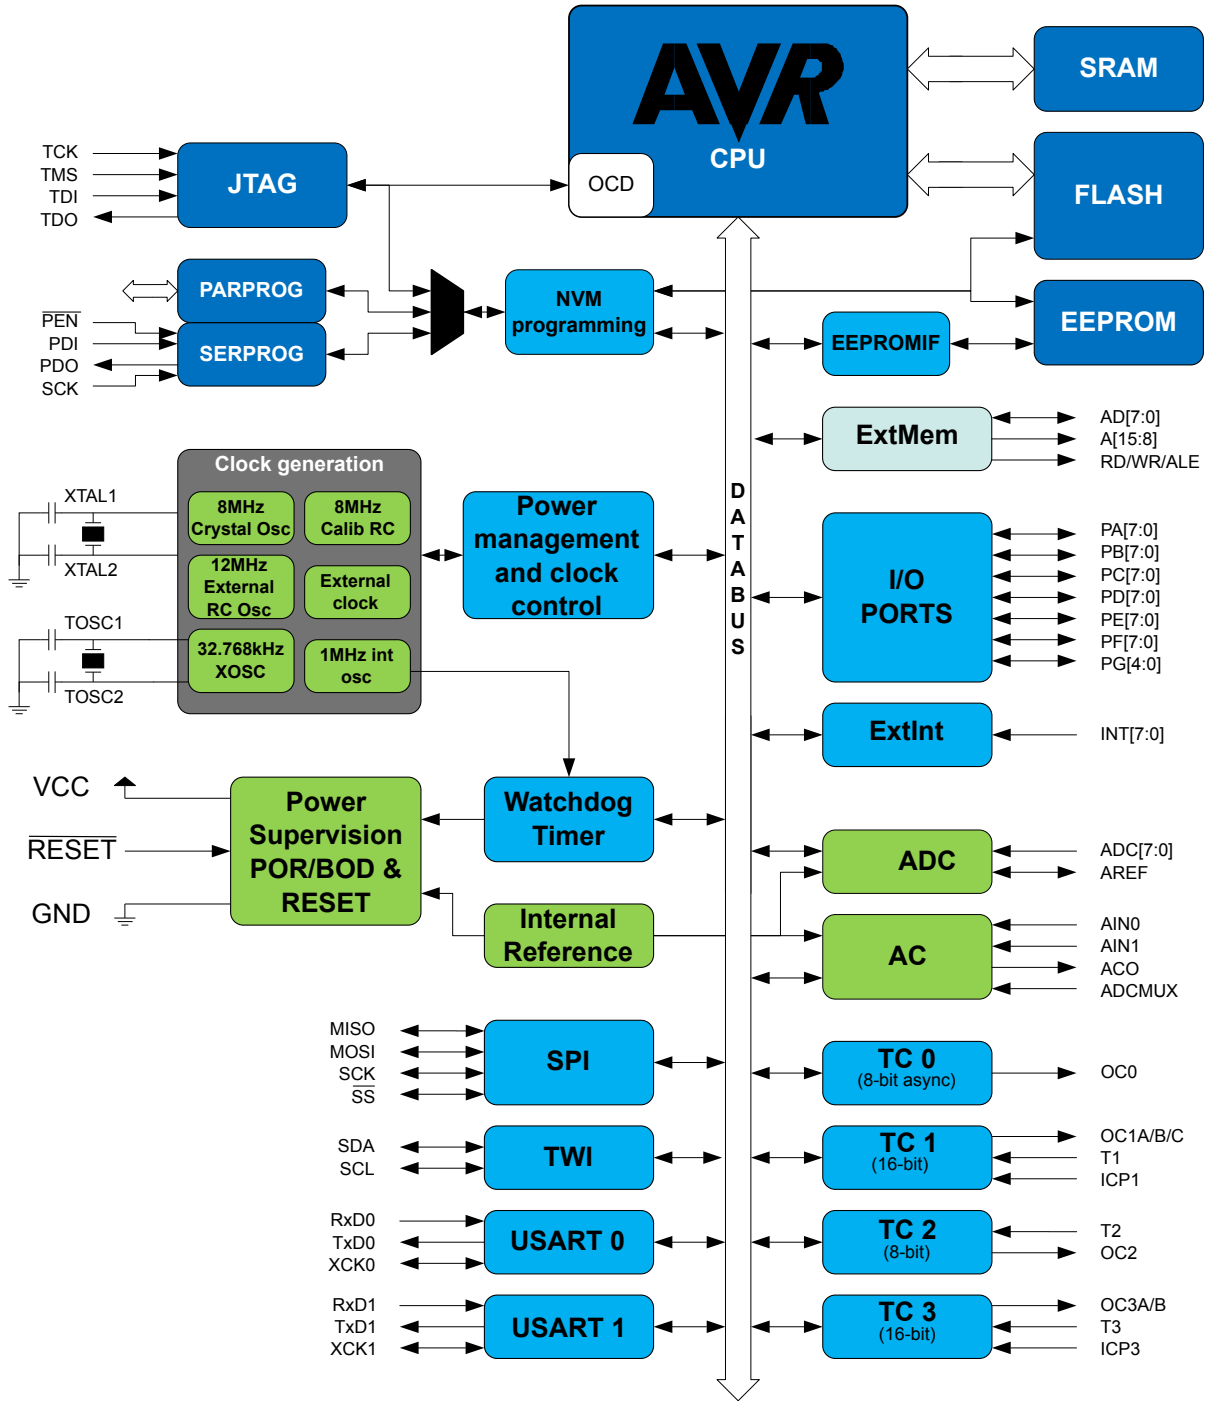 AVR
CPU
OCD
SRAM
FLASH
EEPROM
TCK
TMS
TDI
TDO
JTAG
PARPROG
PEN
PDI
PDO
SCK
SERPROG
NVM
programming
EEPROMIF
ExtMem
AD[7:0]
A[15:8]
RD/WR/ALE
Clock generation
8MHz
Crystal Osc
8MHz
Calib RC
12MHz
External
RC Osc
External
clock
32.768kHz
XOSC
1MHz int
osc
XTAL1
XTAL2
TOSC1
TOSC2
Power
management
and clock
control
DATABUS
I/O
PORTS
PA[7:0]
PB[7:0]
PC[7:0]
PD[7:0]
PE[7:0]
PF[7:0]
PG[4:0]
ExtInt
INT[7:0]
VCC
RESET
GND
Power
Supervision
POR/BOD &
RESET
Watchdog
Timer
Internal
Reference
ADC
ADC[7:0]
AREF
AC
AIN0
AIN1
ACO
ADCMUX
MISO
MOSI
SCK
SS
SPI
TC 0
(8-bit async)
OC0
SDA
SCL
TWI
TC 1
(16-bit)
OC1A/B/C
T1
ICP1
RxD0
TxD0
XCK0
USART 0
TC 2
(8-bit)
T2
OC2
RxD1
TxD1
XCK1
USART 1
TC 3
(16-bit)
OC3A/B
T3
ICP3